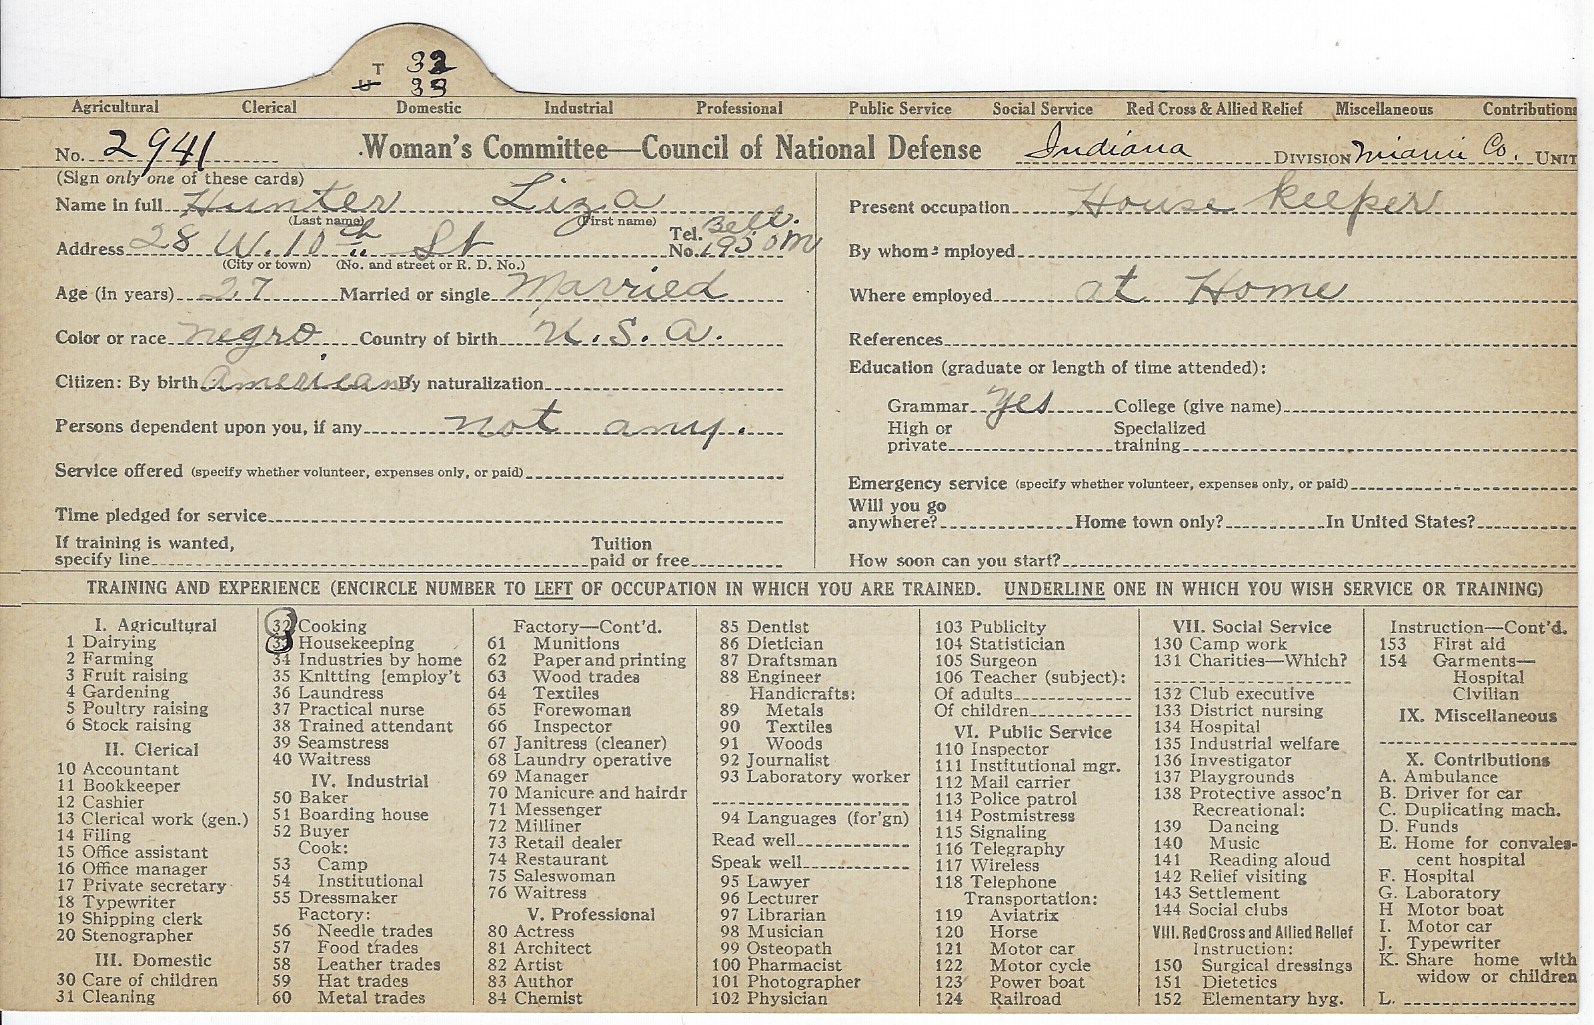 T 32
U 33
Agricultural Clerical Domestic Industrial Professional Public Service Social Service Red Cross & Allied Relief Miscellaneous Contributions
No. 2941 Woman's Committee—Council of National Defense Indiana DIVISION Miami Co. UNIT
(Sign only one of these cards)
Name in full Hunter Liza
(Last name) (First name)
Address 28 W. 10th St Tel. No. Bell. 195 M
(City or town) (No. and street or R. D. No.)
Age (in years) 27 Married or single Married
Color or race negro Country of birth U.S.A.
Citizen: By birth American By naturalization
Persons dependent upon you, if any not any.
Service offered (specify whether volunteer, expenses only, or paid)
Time pledged for service
If training is wanted, Tuition
specify line paid or free
Present occupation House keeper
By whom mployed
Where employed at Home
References
Education (graduate or length of time attended):
Grammar yes College (give name)
High or Specialized
private training
Emergency service (specify whether volunteer, expenses only, or paid)
Will you go
anywhere? Home town only? In United States?
How soon can you start?
TRAINING AND EXPERIENCE (ENCIRCLE NUMBER TO LEFT OF OCCUPATION IN WHICH YOU ARE TRAINED. UNDERLINE ONE IN WHICH YOU WISH SERVICE OR TRAINING)
I. Agricultural
1 Dairying
2 Farming
3 Fruit raising
4 Gardening
5 Poultry raising
6 Stock raising
II. Clerical
10 Accountant
11 Bookkeeper
12 Cashier
13 Clerical work (gen.)
14 Filing
15 Office assistant
16 Office manager
17 Private secretary
18 Typewriter
19 Shipping clerk
20 Stenographer
III. Domestic
30 Care of children
31 Cleaning
32 Cooking
33 Housekeeping
34 Industries by home
35 Knitting [employ't
36 Laundress
37 Practical nurse
38 Trained attendant
39 Seamstress
40 Waitress
IV. Industrial
50 Baker
51 Boarding house
52 Buyer
Cook:
53 Camp
54 Institutional
55 Dressmaker
Factory:
56 Needle trades
57 Food trades
58 Leather trades
59 Hat trades
60 Metal trades
Factory—Cont'd.
61 Munitions
62 Paper and printing
63 Wood trades
64 Textiles
65 Forewoman
66 Inspector
67 Janitress (cleaner)
68 Laundry operative
69 Manager
70 Manicure and hairdr
71 Messenger
72 Milliner
73 Retail dealer
74 Restaurant
75 Saleswoman
76 Waitress
V. Professional
80 Actress
81 Architect
82 Artist
83 Author
84 Chemist
85 Dentist
86 Dietician
87 Draftsman
88 Engineer
Handicrafts:
89 Metals
90 Textiles
91 Woods
92 Journalist
93 Laboratory worker
94 Languages (for'gn)
Read well
Speak well
95 Lawyer
96 Lecturer
97 Librarian
98 Musician
99 Osteopath
100 Pharmacist
101 Photographer
102 Physician
103 Publicity
104 Statistician
105 Surgeon
106 Teacher (subject):
Of adults
Of children
VI. Public Service
110 Inspector
111 Institutional mgr.
112 Mail carrier
113 Police patrol
114 Postmistress
115 Signaling
116 Telegraphy
117 Wireless
118 Telephone
Transportation:
119 Aviatrix
120 Horse
121 Motor car
122 Motor cycle
123 Power boat
124 Railroad
VII. Social Service
130 Camp work
131 Charities—Which?
132 Club executive
133 District nursing
134 Hospital
135 Industrial welfare
136 Investigator
137 Playgrounds
138 Protective assoc'n
Recreational:
139 Dancing
140 Music
141 Reading aloud
142 Relief visiting
143 Settlement
144 Social clubs
VIII. Red Cross and Allied Relief
Instruction:
150 Surgical dressings
151 Dietetics
152 Elementary hyg.
Instruction—Cont'd.
153 First aid
154 Garments—
Hospital
Civilian
IX. Miscellaneous
X. Contributions
A. Ambulance
B. Driver for car
C. Duplicating mach.
D. Funds
E. Home for convales-
cent hospital
F. Hospital
G. Laboratory
H Motor boat
I. Motor car
J. Typewriter
K. Share home with
widow or children
L.